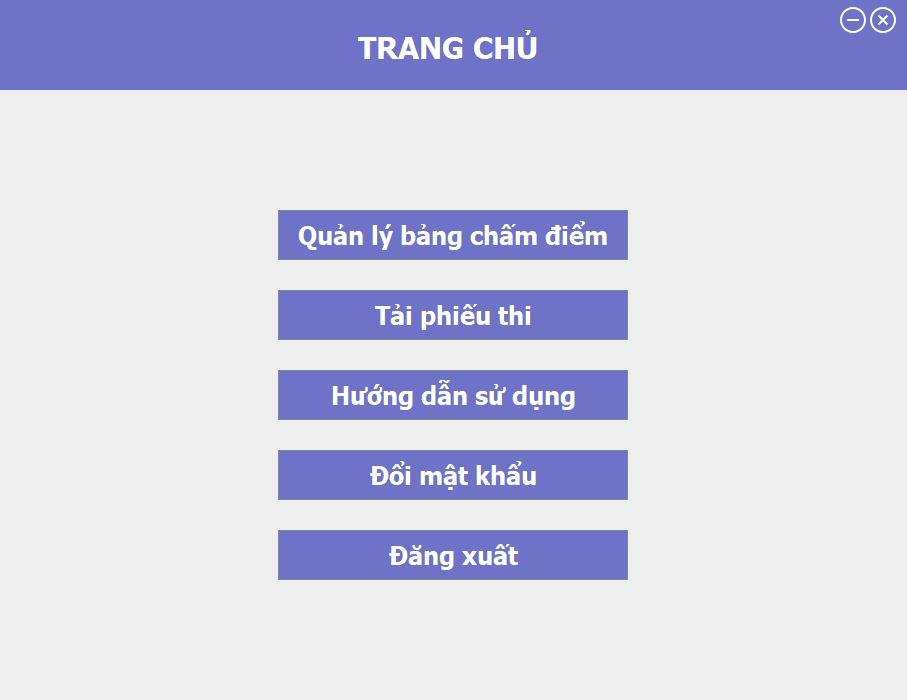 TRANG CHỦ
Quản lý bảng chấm điểm
Tải phiếu thi
Hướng dẫn sử dụng
Đổi mật khẩu
Đăng xuất